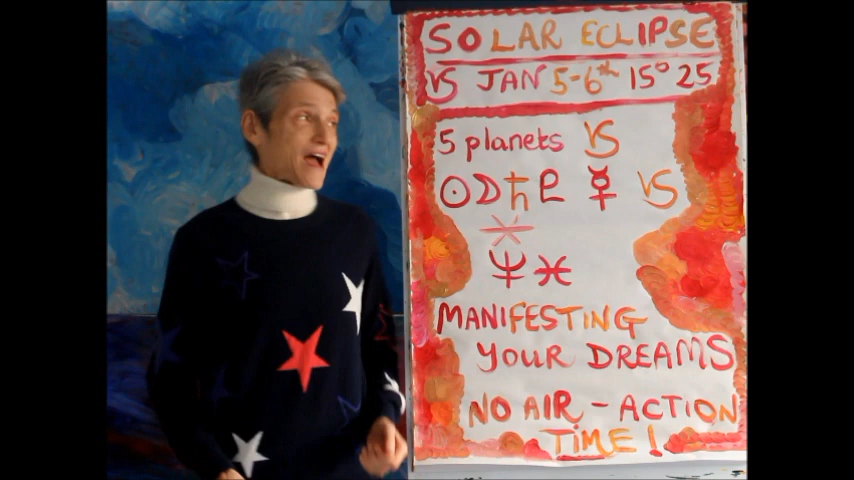 SOLAR ECLIPSE
♑ JAN 5-6th 15° 25
5 planets ♑
☉☽♄♇ ☿ ♑
⚹
♆ ♓
MANIFESTING
YOUR DREAMS
NO AIR - ACTION
TIME!